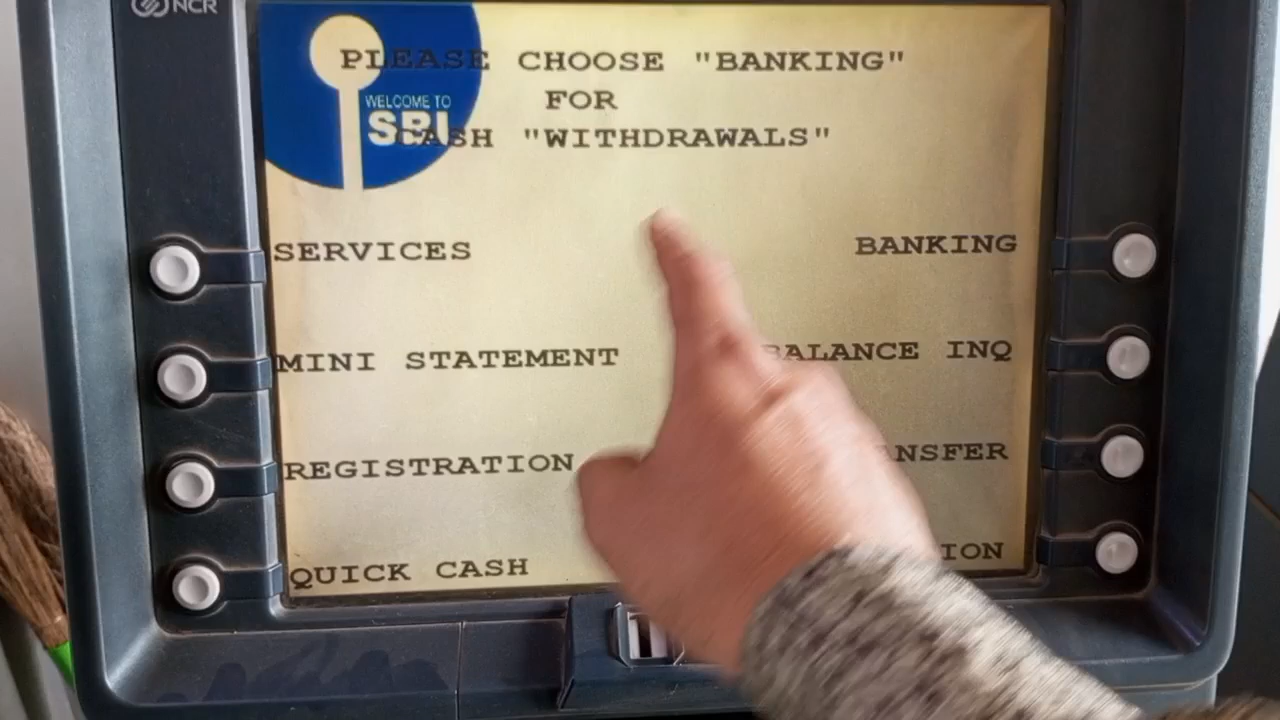 NCR
PLEASE CHOOSE "BANKING"
FOR
WELCOME TO
SBI
CASH "WITHDRAWALS"
SERVICES
BANKING
MINI STATEMENT
BALANCE INQ
REGISTRATION
QUICK CASH